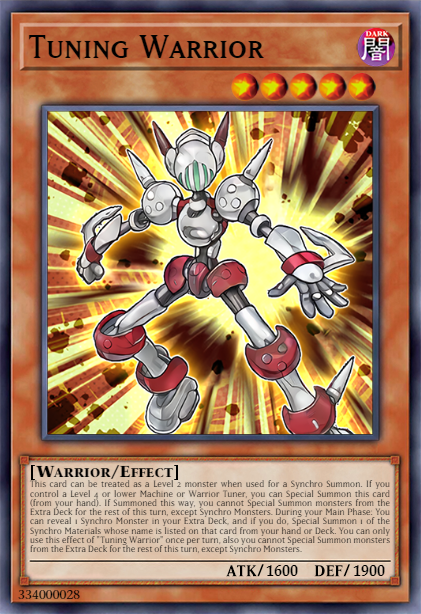 Tuning Warrior
DARK
闇
[Warrior/Effect]
This card can be treated as a Level 2 monster when used for a Synchro Summon. If you
control a Level 4 or lower Machine or Warrior Tuner, you can Special Summon this card
(from your hand). If Summoned this way, you cannot Special Summon monsters from the
Extra Deck for the rest of this turn, except Synchro Monsters. During your Main Phase: You
can reveal 1 Synchro Monster in your Extra Deck, and if you do, Special Summon 1 of the
Synchro Materials whose name is listed on that card from your hand or Deck. You can only
use this effect of "Tuning Warrior" once per turn, also you cannot Special Summon monsters
from the Extra Deck for the rest of this turn, except Synchro Monsters.
ATK/1600 DEF/1900
334000028